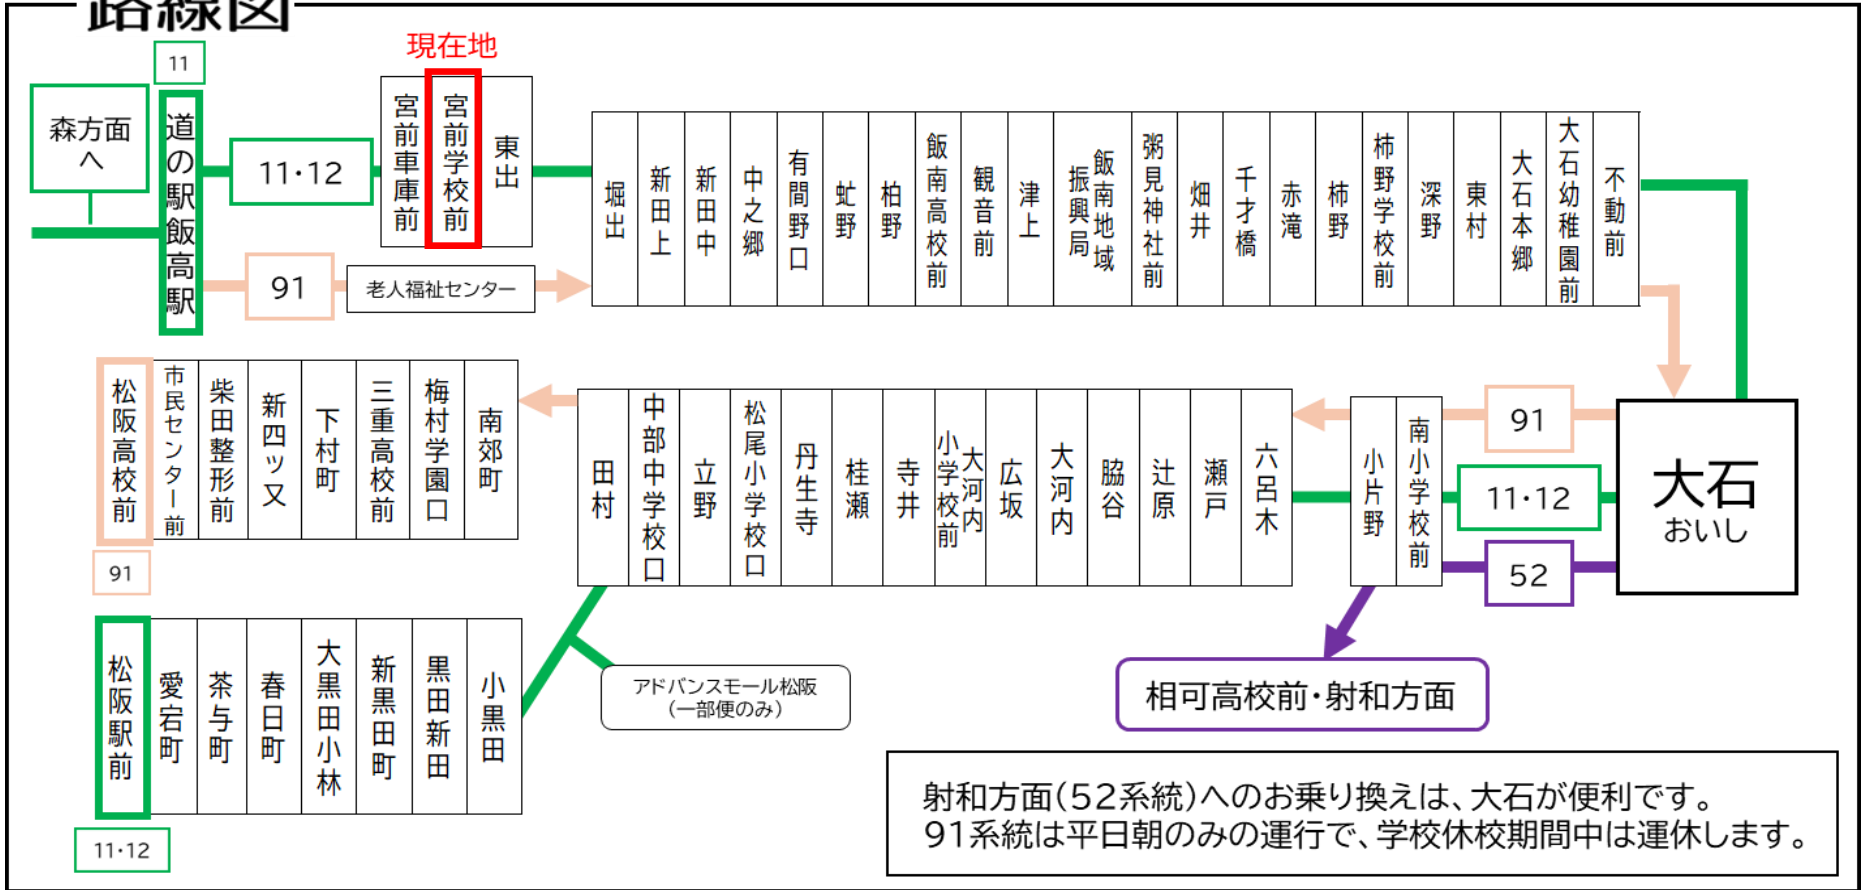 路線図
現在地
11
森方面
へ
道の駅飯高駅
11・12
宮前車庫前
宮前学校前
東出
91
老人福祉センター
堀出
新田上
新田中
中之郷
有間野口
虻野
柏野
飯南高校前
観音前
津上
飯南地域
振興局
粥見神社前
畑井
千才橋
赤滝
柿野
柿野学校前
深野
東村
大石本郷
大石幼稚園前
不動前
大石
おいし
91
11・12
52
南小学校前
小片野
相可高校前・射和方面
六呂木
瀬戸
辻原
脇谷
大河内
広坂
大河内
小学校前
寺井
桂瀬
丹生寺
松尾小学校口
立野
中部中学校口
田村
南郊町
梅村学園口
三重高校前
下村町
新四ッ又
柴田整形前
市民センター前
松阪高校前
91
アドバンスモール松阪
(一部便のみ)
小黒田
黒田新田
新黒田町
大黒田小林
春日町
茶与町
愛宕町
松阪駅前
11・12
射和方面(52系統)へのお乗り換えは、大石が便利です。
91系統は平日朝のみの運行で、学校休校期間中は運休します。